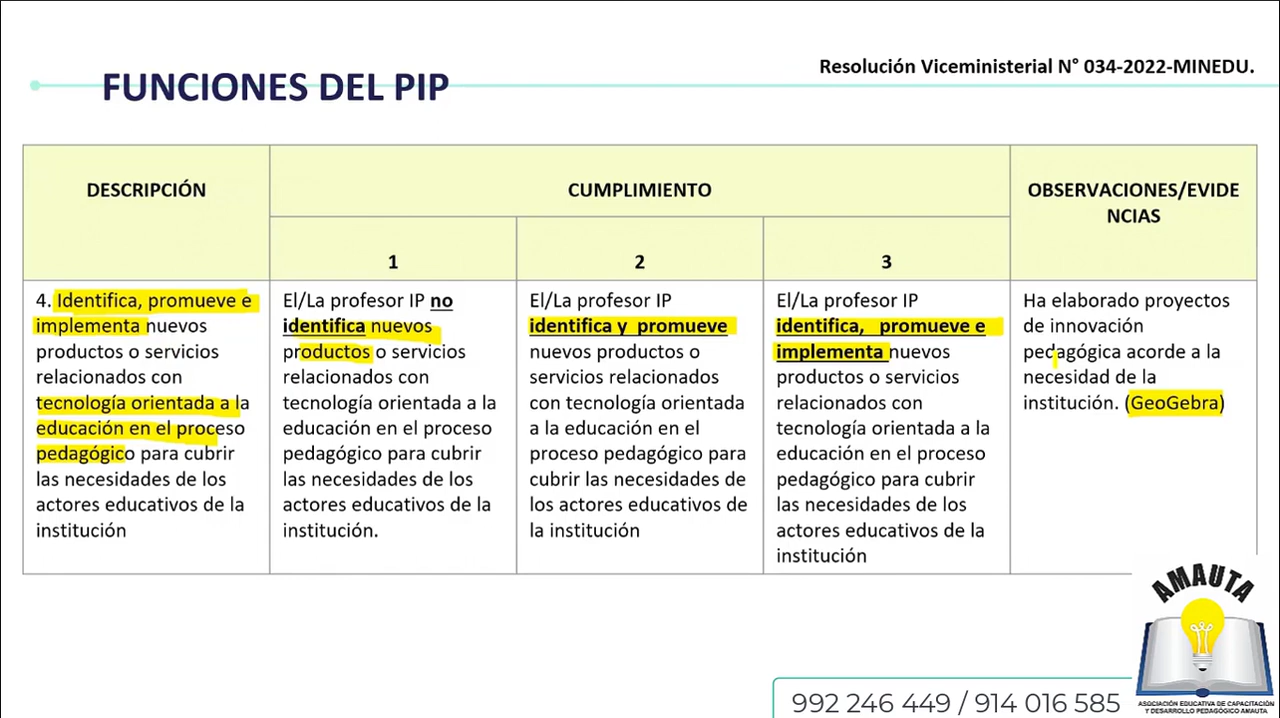 Resolución Viceministerial N° 034-2022-MINEDU.
FUNCIONES DEL PIP
DESCRIPCIÓN
CUMPLIMIENTO
OBSERVACIONES/EVIDE
NCIAS
1
2
3
4. Identifica, promueve e
implementa nuevos
productos o servicios
relacionados con
tecnología orientada a la
educación en el proceso
pedagógico para cubrir
las necesidades de los
actores educativos de la
institución
El/La profesor IP no
identifica nuevos
productos o servicios
relacionados con
tecnología orientada a la
educación en el proceso
pedagógico para cubrir
las necesidades de los
actores educativos de la
institución.
El/La profesor IP
identifica y promueve
nuevos productos o
servicios relacionados
con tecnología orientada
a la educación en el
proceso pedagógico para
cubrir las necesidades de
los actores educativos de
la institución
El/La profesor IP
identifica, promueve e
implementa nuevos
productos o servicios
relacionados con
tecnología orientada a la
educación en el proceso
pedagógico para cubrir
las necesidades de los
actores educativos de la
institución
Ha elaborado proyectos
de innovación
pedagógica acorde a la
necesidad de la
institución. (GeoGebra)
AMAUTA
ASOCIACIÓN EDUCATIVA DE CAPACITACIÓN
Y DESARROLLO PEDAGÓGICO AMAUTA
992 246 449 / 914 016 585